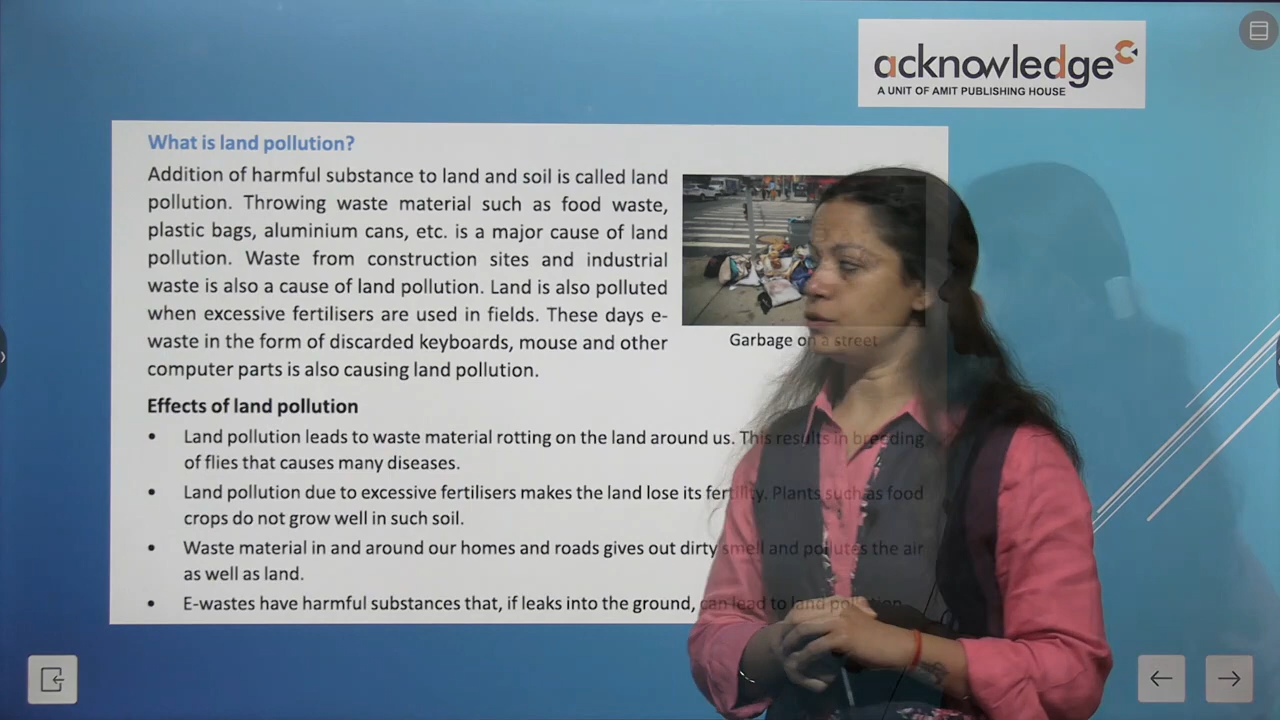 acknowledge
A UNIT OF AMIT PUBLISHING HOUSE
What is land pollution?
Addition of harmful substance to land and soil is called land
pollution. Throwing waste material such as food waste,
plastic bags, aluminium cans, etc. is a major cause of land
pollution. Waste from construction sites and industrial
waste is also a cause of land pollution. Land is also polluted
when excessive fertilisers are used in fields. These days e-
waste in the form of discarded keyboards, mouse and other
computer parts is also causing land pollution.
Garbage on a street
Effects of land pollution
• Land pollution leads to waste material rotting on the land around us. This results in breeding
of flies that causes many diseases.
• Land pollution due to excessive fertilisers makes the land lose its fertility. Plants such as food
crops do not grow well in such soil.
• Waste material in and around our homes and roads gives out dirty smell and pollutes the air
as well as land.
• E-wastes have harmful substances that, if leaks into the ground, can lead to land pollution.